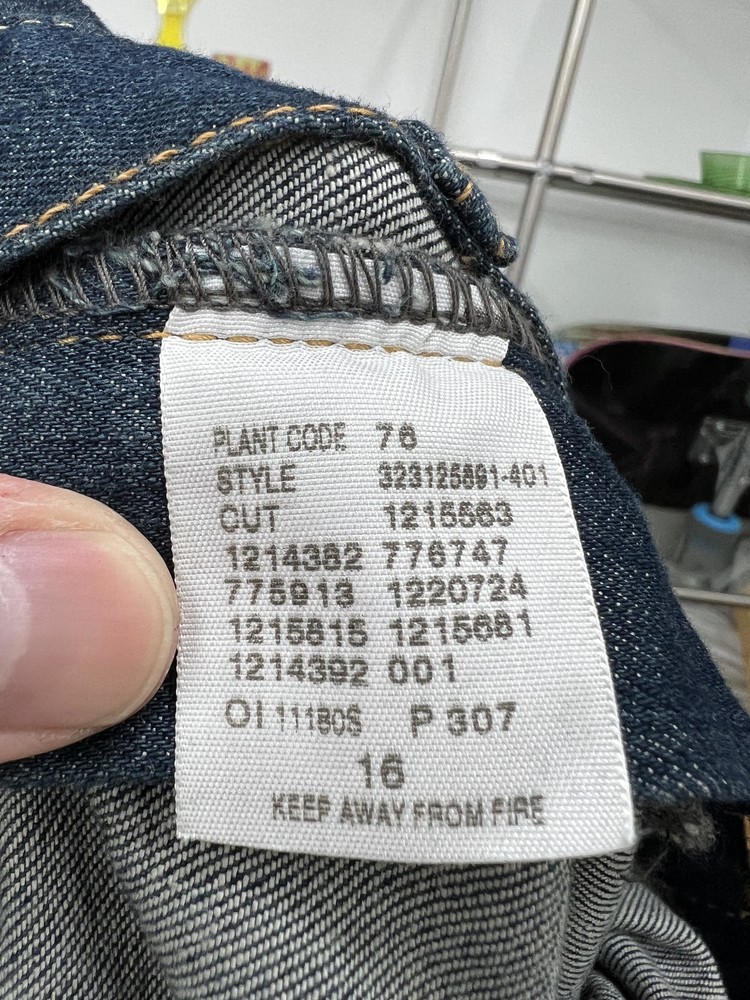 PLANT CODE 76
STYLE 323125891-401
CUT 1215563
1214382 776747
775913 1220724
1215815 1215681
1214392 001
OI 11180S P 307
16
KEEP AWAY FROM FIRE